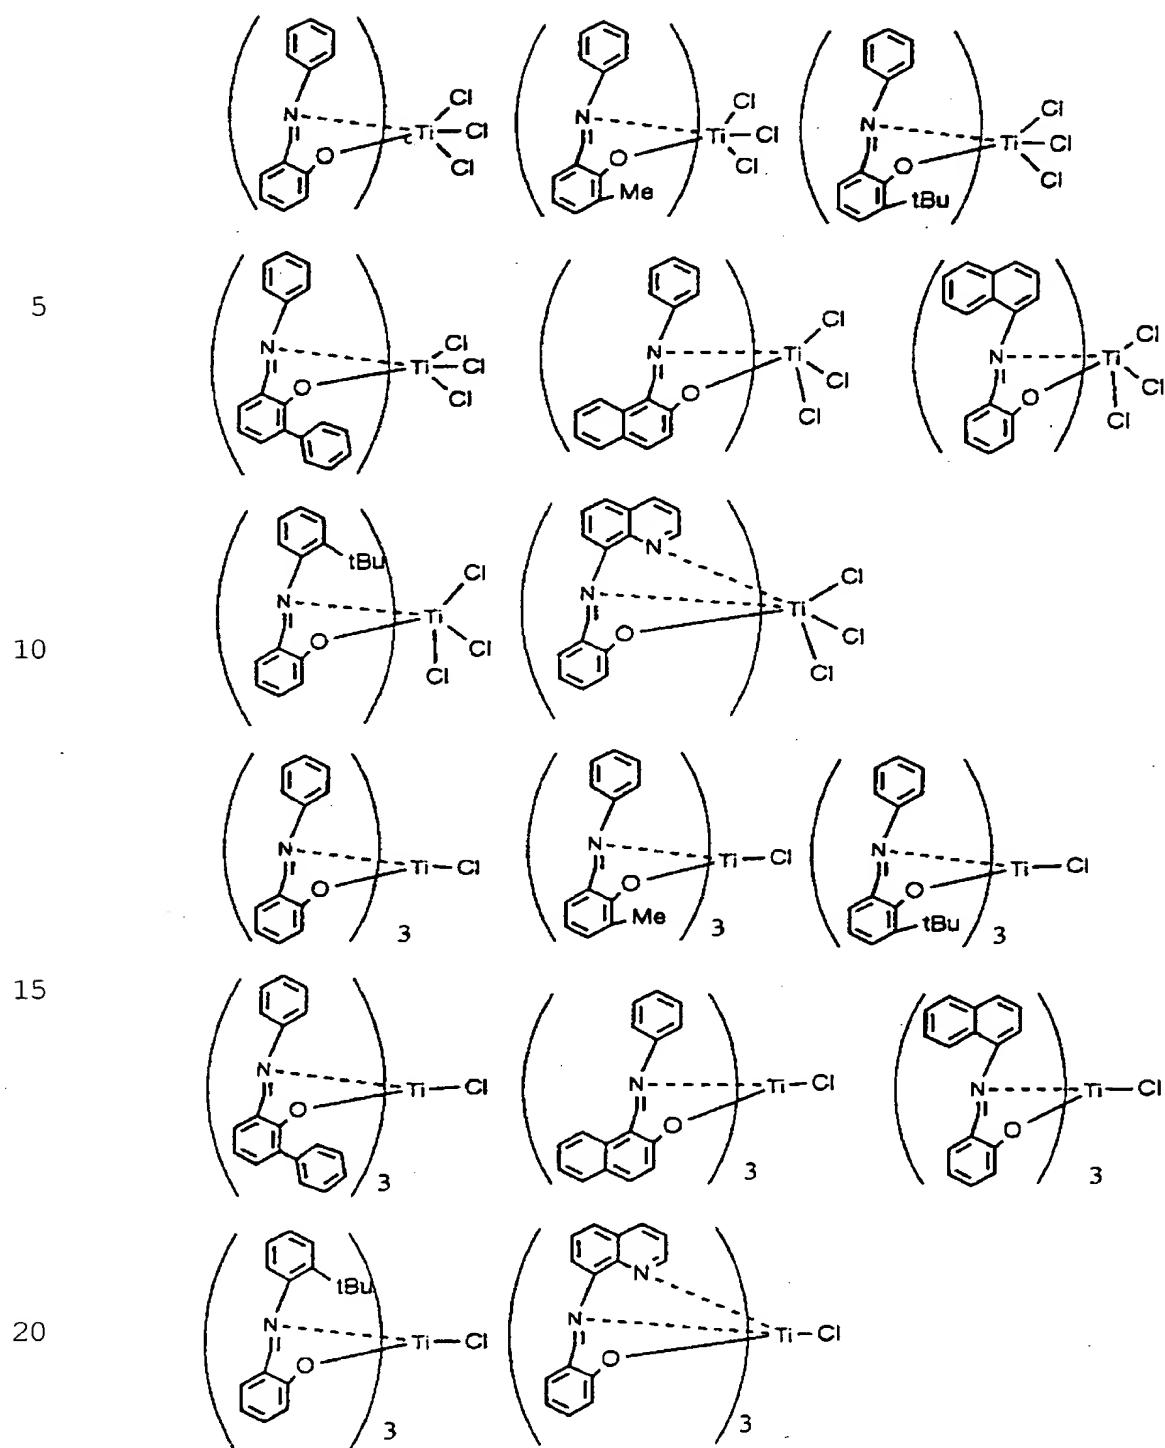 N O Ti Cl Cl Cl N O Me Ti Cl Cl Cl N O tBu Ti Cl Cl Cl
5
N O Ti Cl Cl Cl N O Ti Cl Cl Cl N O Ti Cl Cl Cl
tBu N O Ti Cl Cl Cl N N O Ti Cl Cl Cl
10
N O Ti Cl 3 N O Me Ti Cl 3 N O tBu Ti Cl 3
15
N O Ti Cl 3 N O Ti Cl 3 N O Ti Cl 3
tBu N O Ti Cl 3 N N O Ti Cl 3
20